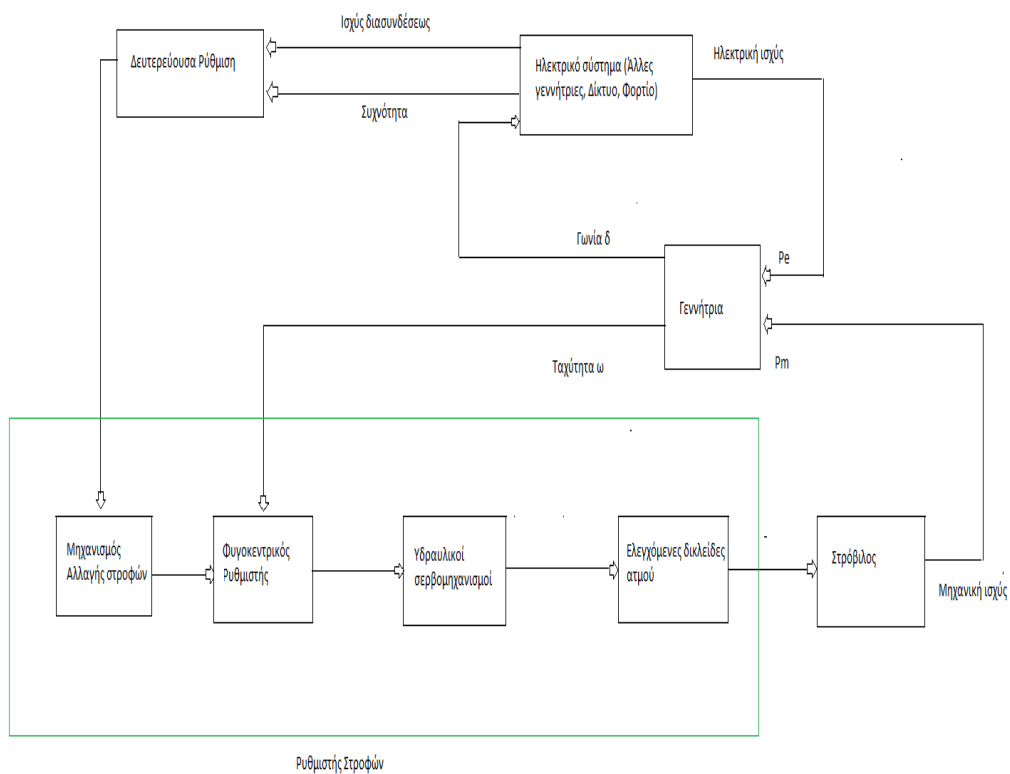 Ισχύς διασυνδέσεως
Δευτερεύουσα Ρύθμιση
Ηλεκτρικό σύστημα (Άλλες
γεννήτριες, Δίκτυο, Φορτίο)
Ηλεκτρική ισχύς
Συχνότητα
Γωνία δ
Pe
Γεννήτρια
Ταχύτητα ω
Pm
Μηχανισμός
Αλλαγής στροφών
Φυγοκεντρικός
Ρυθμιστής
Υδραυλικοί
σερβομηχανισμοί
Ελεγχόμενες δικλείδες
ατμού
Στρόβιλος
Μηχανική ισχύς
Ρυθμιστής Στροφών